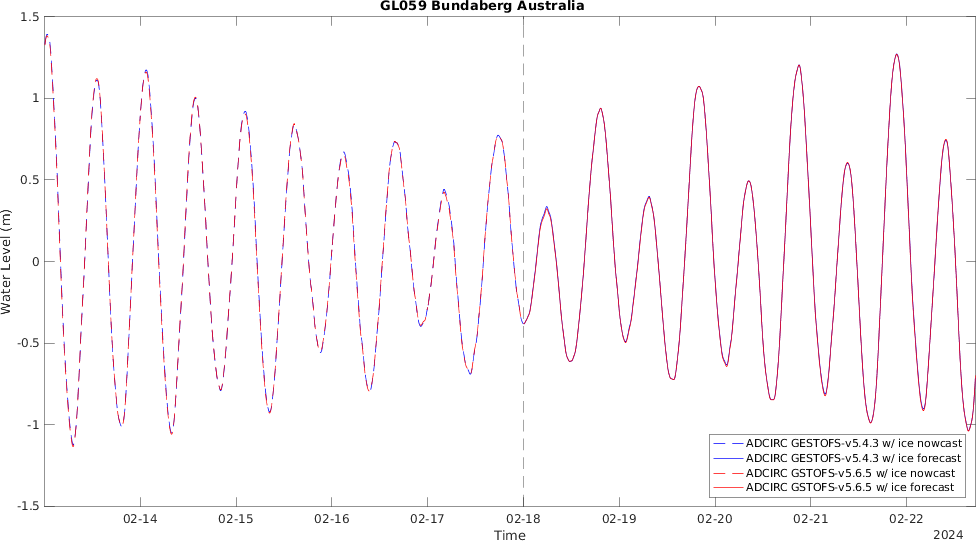 GL059 Bundaberg Australia
1.5
1
0.5
0
-0.5
-1
-1.5
Water Level (m)
ADCIRC GESTOFS-v5.4.3 w/ ice nowcast
ADCIRC GESTOFS-v5.4.3 w/ ice forecast
ADCIRC GSTOFS-v5.6.5 w/ ice nowcast
ADCIRC GSTOFS-v5.6.5 w/ ice forecast
02-14 02-15 02-16 02-17 02-18 02-19 02-20 02-21 02-22
Time
2024